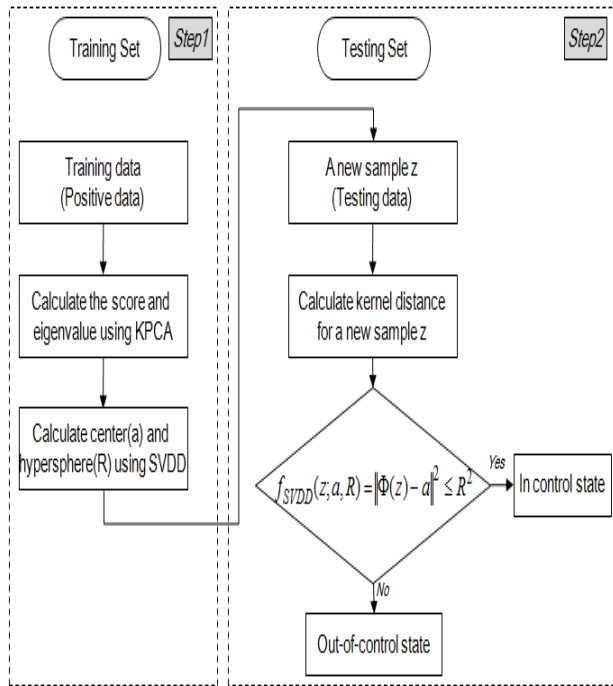 Training Set
Step1
Training data
(Positive data)
Calculate the score and
eigenvalue using KPCA
Calculate center(a) and
hypersphere(R) using SVDD
Testing Set
Step2
A new sample z
(Testing data)
Calculate kernel distance
for a new sample z
f_SVDD(z;a,R)=‖Φ(z)−a‖² ≤ R²
Yes
In control state
No
Out-of-control state